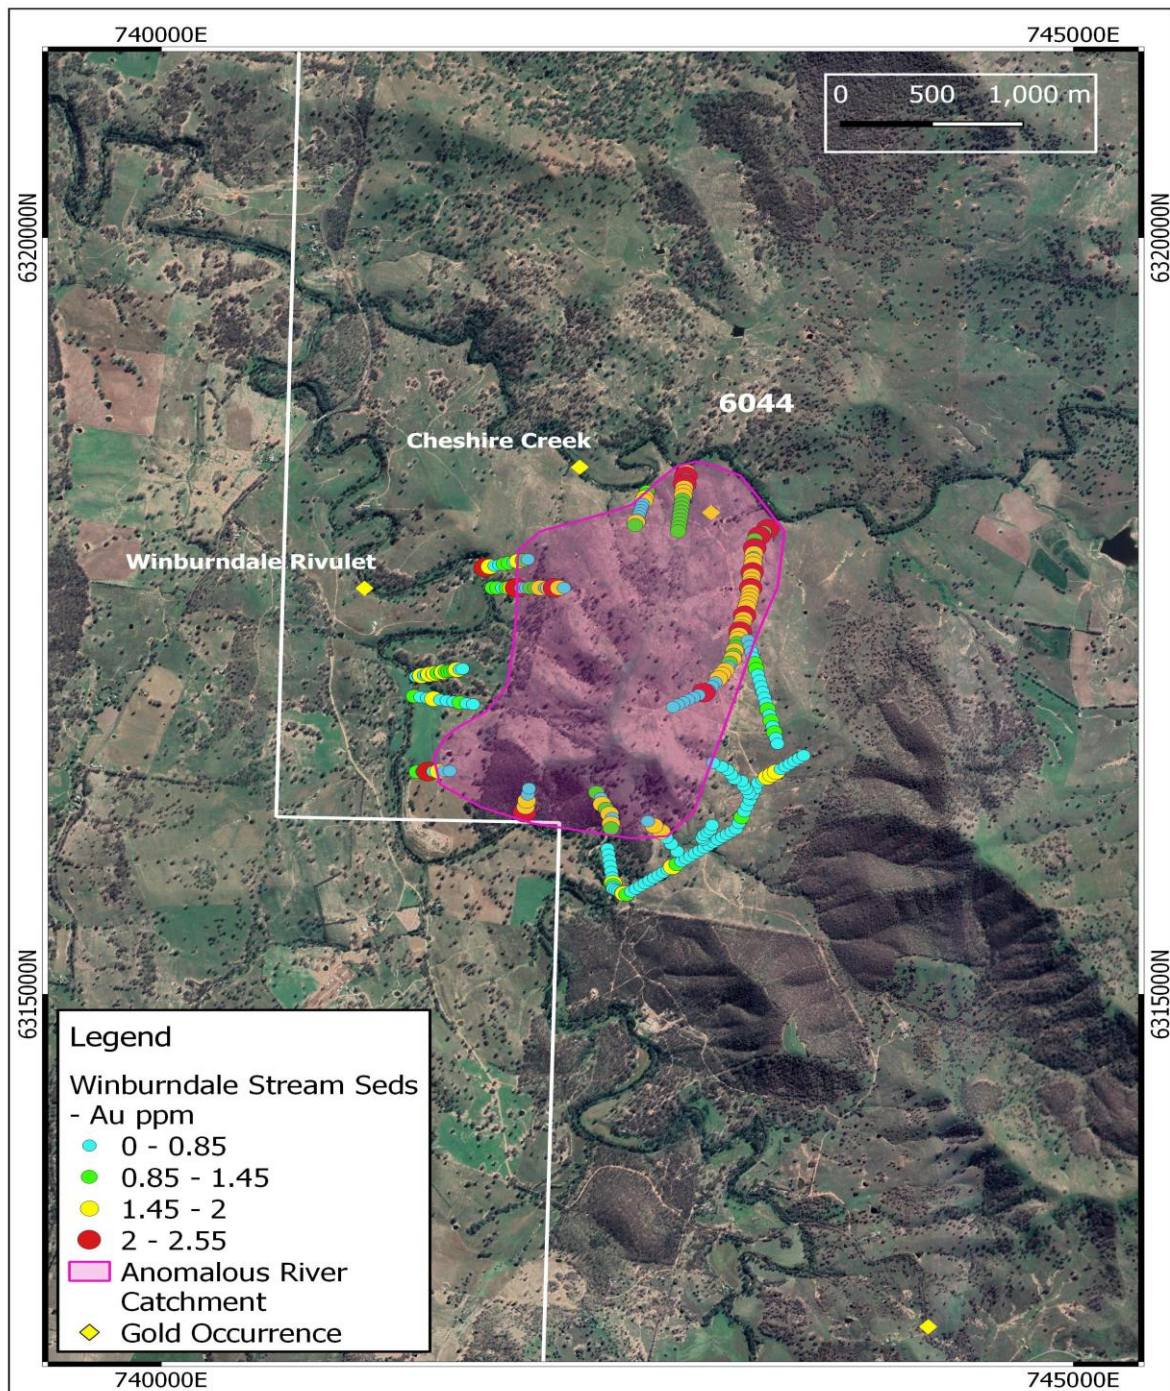 740000E
745000E
0 500 1,000 m
6320000N
6320000N
6044
Cheshire Creek
Winburndale Rivulet
6315000N
6315000N
Legend
Winburndale Stream Seds
- Au ppm
0 - 0.85
0.85 - 1.45
1.45 - 2
2 - 2.55
Anomalous River
Catchment
Gold Occurrence
740000E
745000E